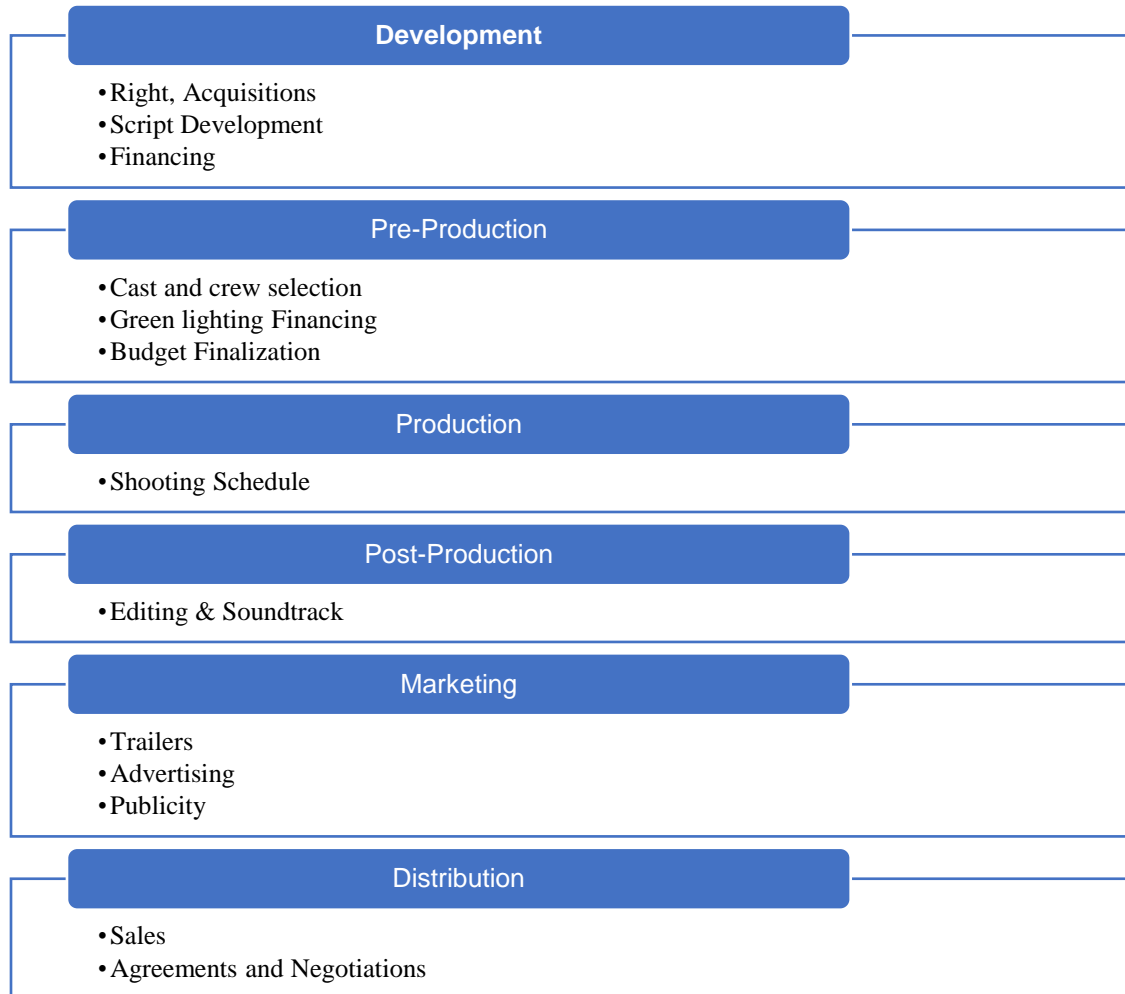 Development
•Right, Acquisitions
•Script Development
•Financing
Pre-Production
•Cast and crew selection
•Green lighting Financing
•Budget Finalization
Production
•Shooting Schedule
Post-Production
•Editing & Soundtrack
Marketing
•Trailers
•Advertising
•Publicity
Distribution
•Sales
•Agreements and Negotiations